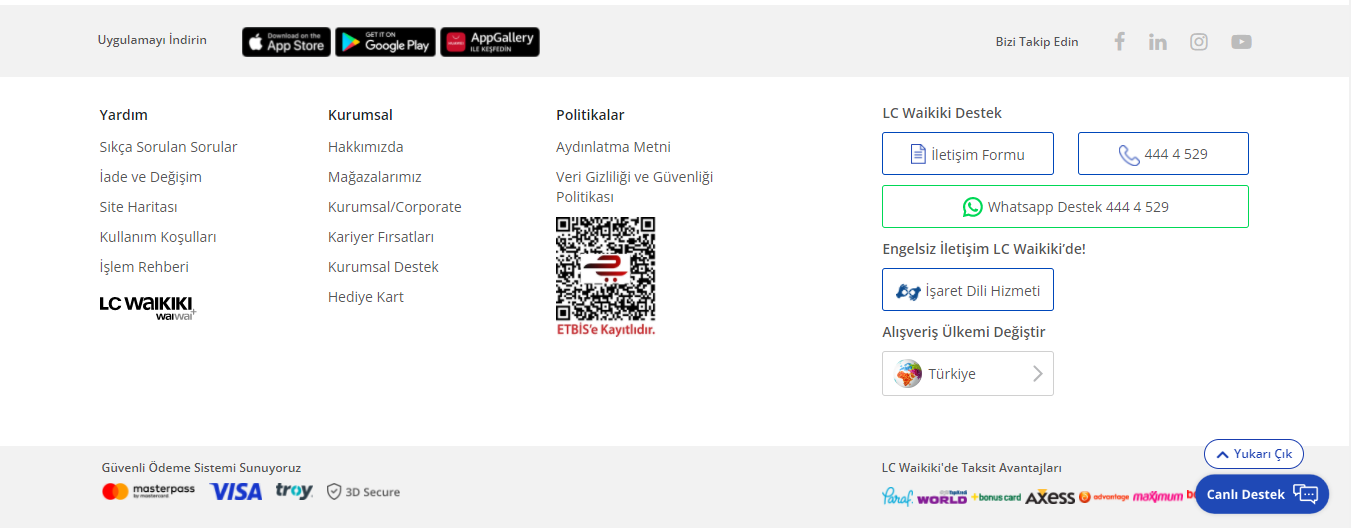 Uygulamayı İndirin
Download on the
App Store
GET IT ON
Google Play
AppGallery
İLE KEŞFEDİN
Bizi Takip Edin
Yardım
Sıkça Sorulan Sorular
İade ve Değişim
Site Haritası
Kullanım Koşulları
İşlem Rehberi
LC WAIKIKI
waiwai+
Kurumsal
Hakkımızda
Mağazalarımız
Kurumsal/Corporate
Kariyer Fırsatları
Kurumsal Destek
Hediye Kart
Politikalar
Aydınlatma Metni
Veri Gizliliği ve Güvenliği
Politikası
ETBİS'e Kayıtlıdır.
LC Waikiki Destek
İletişim Formu
444 4 529
Whatsapp Destek 444 4 529
Engelsiz İletişim LC Waikiki’de!
İşaret Dili Hizmeti
Alışveriş Ülkemi Değiştir
Türkiye
Güvenli Ödeme Sistemi Sunuyoruz
masterpass
by mastercard
VISA
troy
3D Secure
LC Waikiki'de Taksit Avantajları
Paraf
WORLD
bonus card
AXESS
advantage
maximum
Yukarı Çık
Canlı Destek